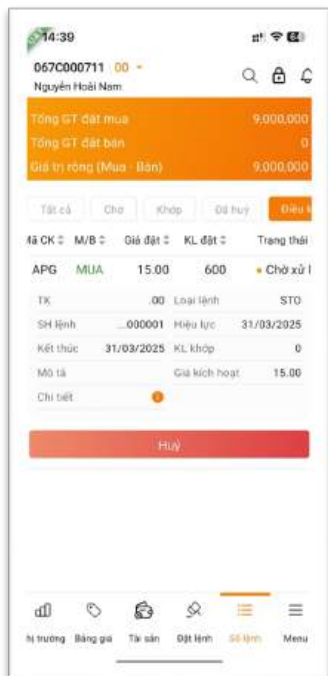 14:39
067C000711 00
Nguyễn Hoài Nam
Tổng GT đặt mua 9,000,000
Tổng GT đặt bán 0
Giá trị ròng (Mua - Bán) 9,000,000
Tất cả Chờ Khớp Đã huỷ Điều k
Mã CK M/B Giá đặt KL đặt Trạng thái
APG MUA 15.00 600 Chờ xử l
TK .00 Loại lệnh STO
SH lệnh ...000001 Hiệu lực 31/03/2025
Kết thúc 31/03/2025 KL khớp 0
Mô tả Giá kích hoạt 15.00
Chi tiết
Huỷ
hị trường Bảng giá Tài sản Đặt lệnh Sổ lệnh Menu